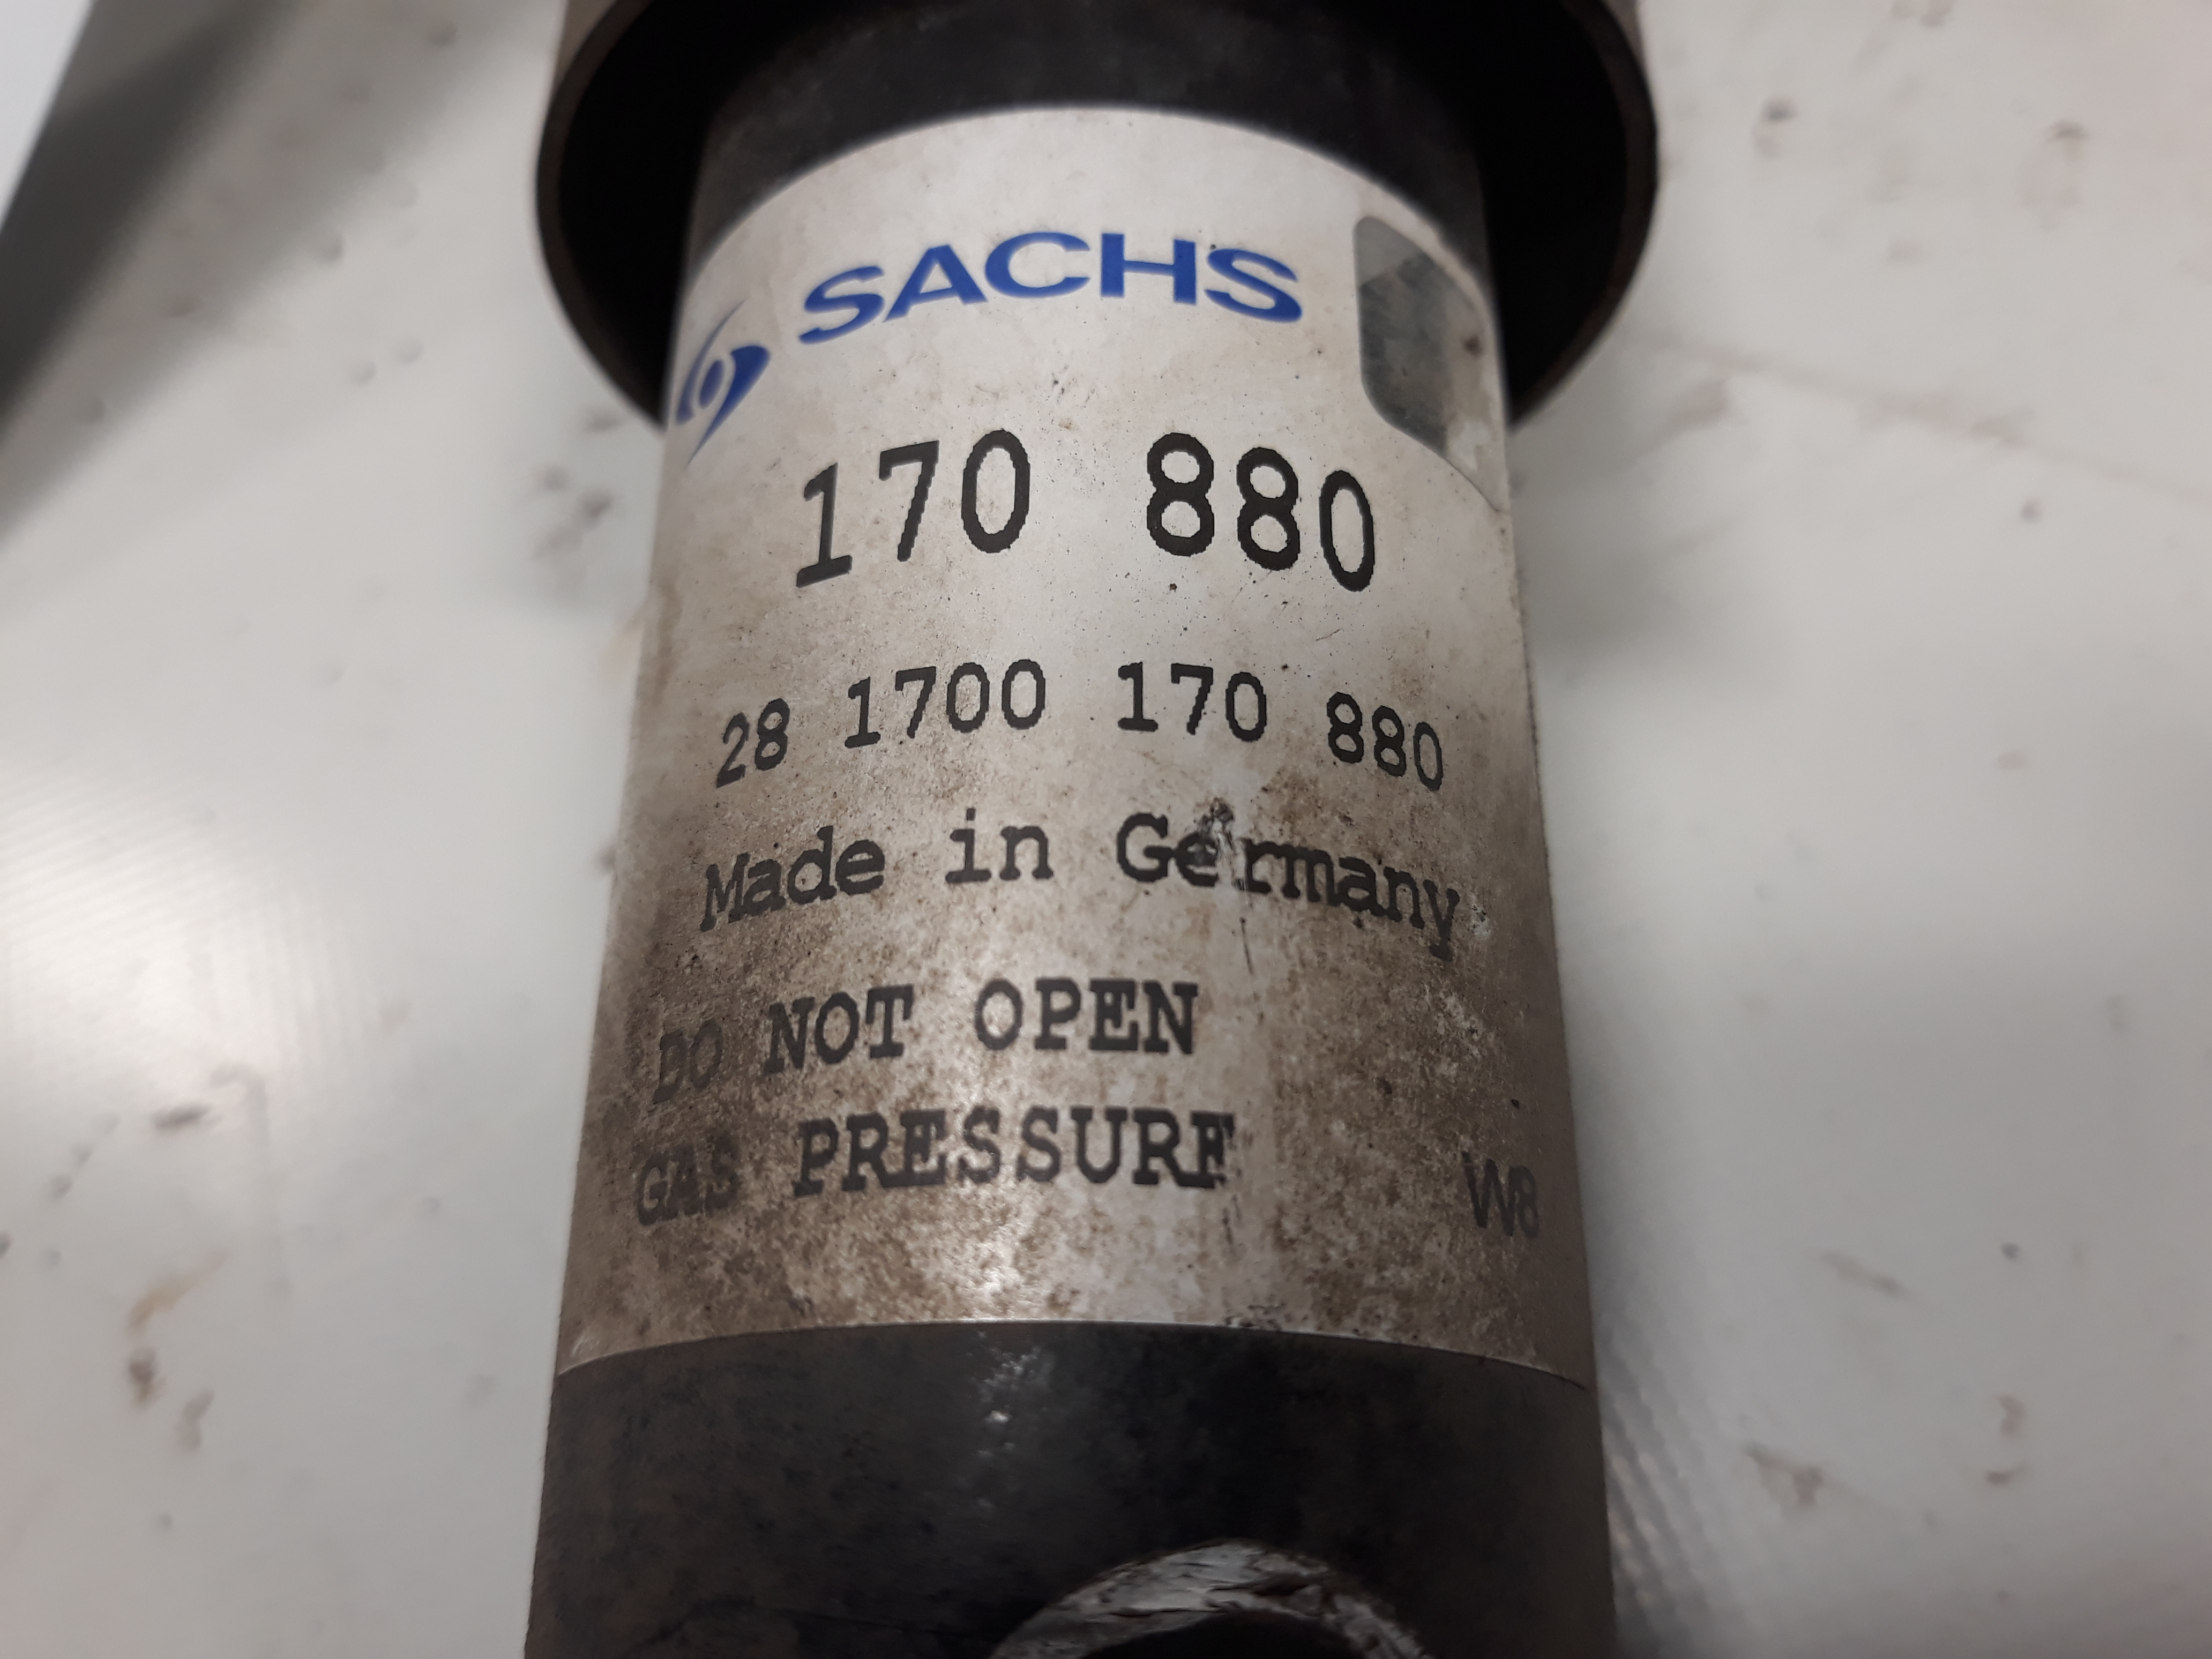 SACHS
170 880
28 1700 170 880
Made in Germany
DO NOT OPEN
GAS PRESSURE W8